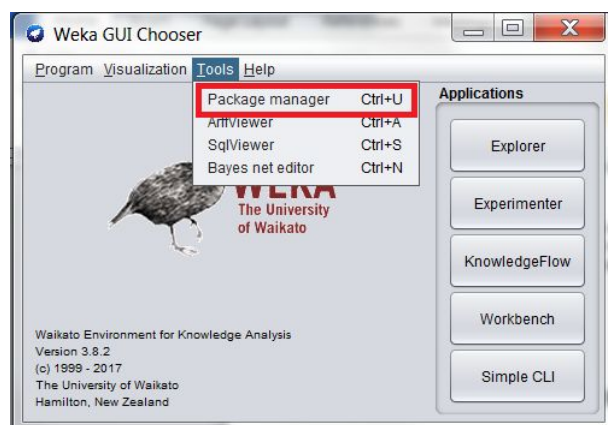 Weka GUI Chooser
Program Visualization Tools Help
Package manager Ctrl+U
ArffViewer Ctrl+A
SqlViewer Ctrl+S
Bayes net editor Ctrl+N
Applications
Explorer
Experimenter
KnowledgeFlow
Workbench
Simple CLI
WEKA
The University
of Waikato
Waikato Environment for Knowledge Analysis
Version 3.8.2
(c) 1999 - 2017
The University of Waikato
Hamilton, New Zealand